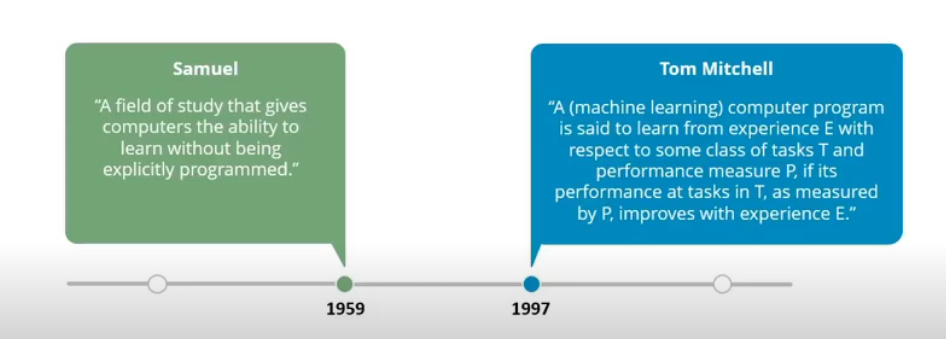 Samuel
“A field of study that gives
computers the ability to
learn without being
explicitly programmed.”
Tom Mitchell
“A (machine learning) computer program
is said to learn from experience E with
respect to some class of tasks T and
performance measure P, if its
performance at tasks in T, as measured
by P, improves with experience E.”
1959
1997